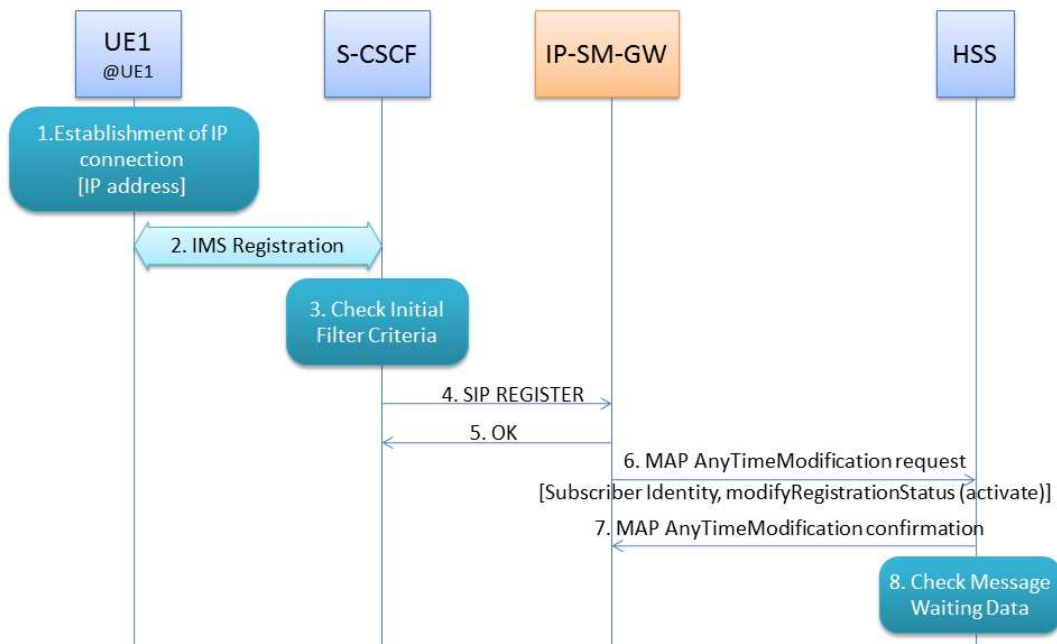 UE1
@UE1
S-CSCF
IP-SM-GW
HSS
1.Establishment of IP
connection
[IP address]
2. IMS Registration
3. Check Initial
Filter Criteria
4. SIP REGISTER
5. OK
6. MAP AnyTimeModification request
[Subscriber Identity, modifyRegistrationStatus (activate)]
7. MAP AnyTimeModification confirmation
8. Check Message
Waiting Data